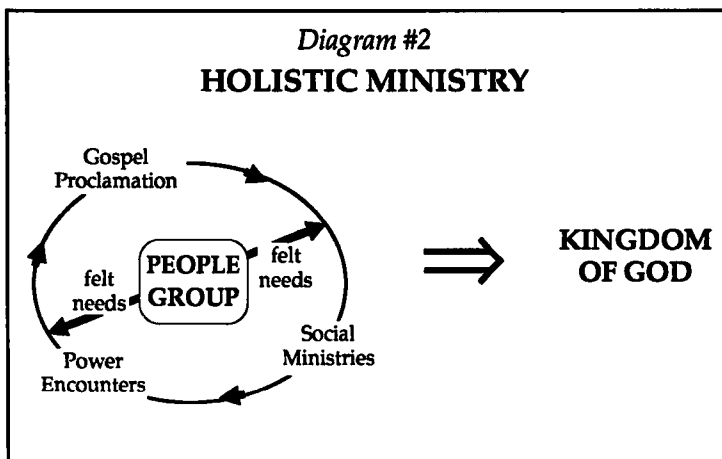 Diagram #2
HOLISTIC MINISTRY
Gospel
Proclamation
felt
needs
PEOPLE
GROUP
felt
needs
Social
Ministries
Power
Encounters
KINGDOM
OF GOD